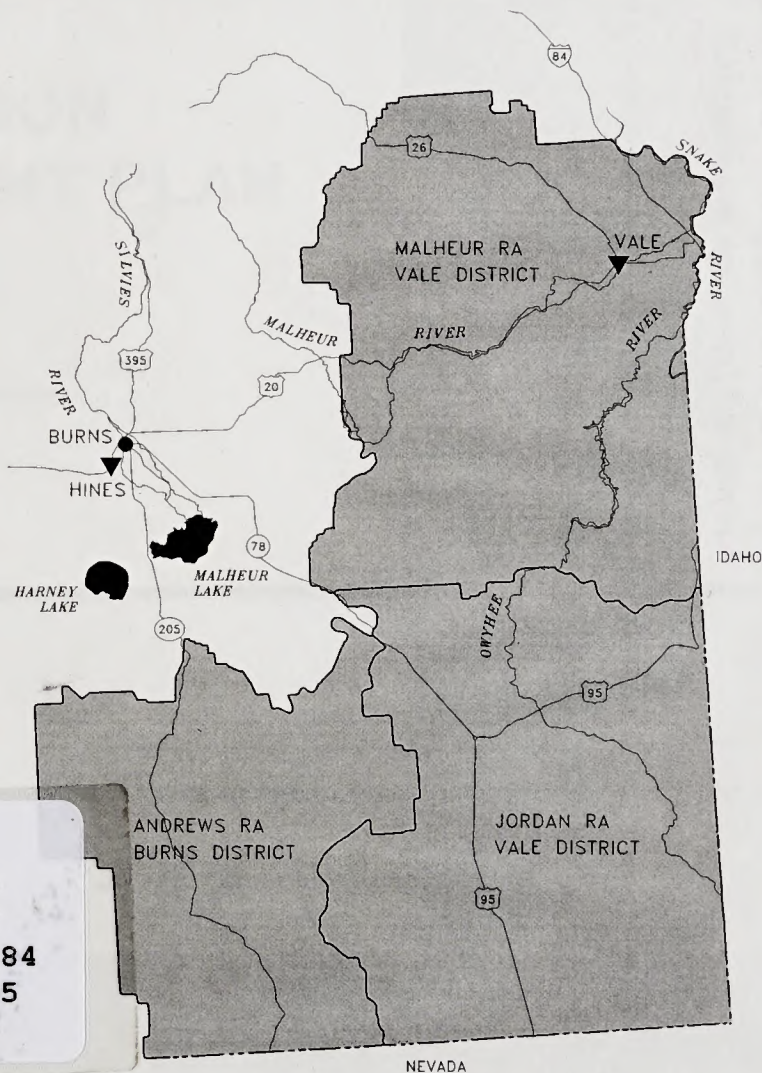 84
SNAKE
26
MALHEUR RA
VALE DISTRICT
VALE
RIVER
SILVIES
MALHEUR
RIVER
RIVER
395
20
RIVER
BURNS
HINES
78
IDAHO
HARNEY
LAKE
MALHEUR
LAKE
205
OWYHEE
95
ANDREWS RA
BURNS DISTRICT
JORDAN RA
VALE DISTRICT
95
84
5
NEVADA